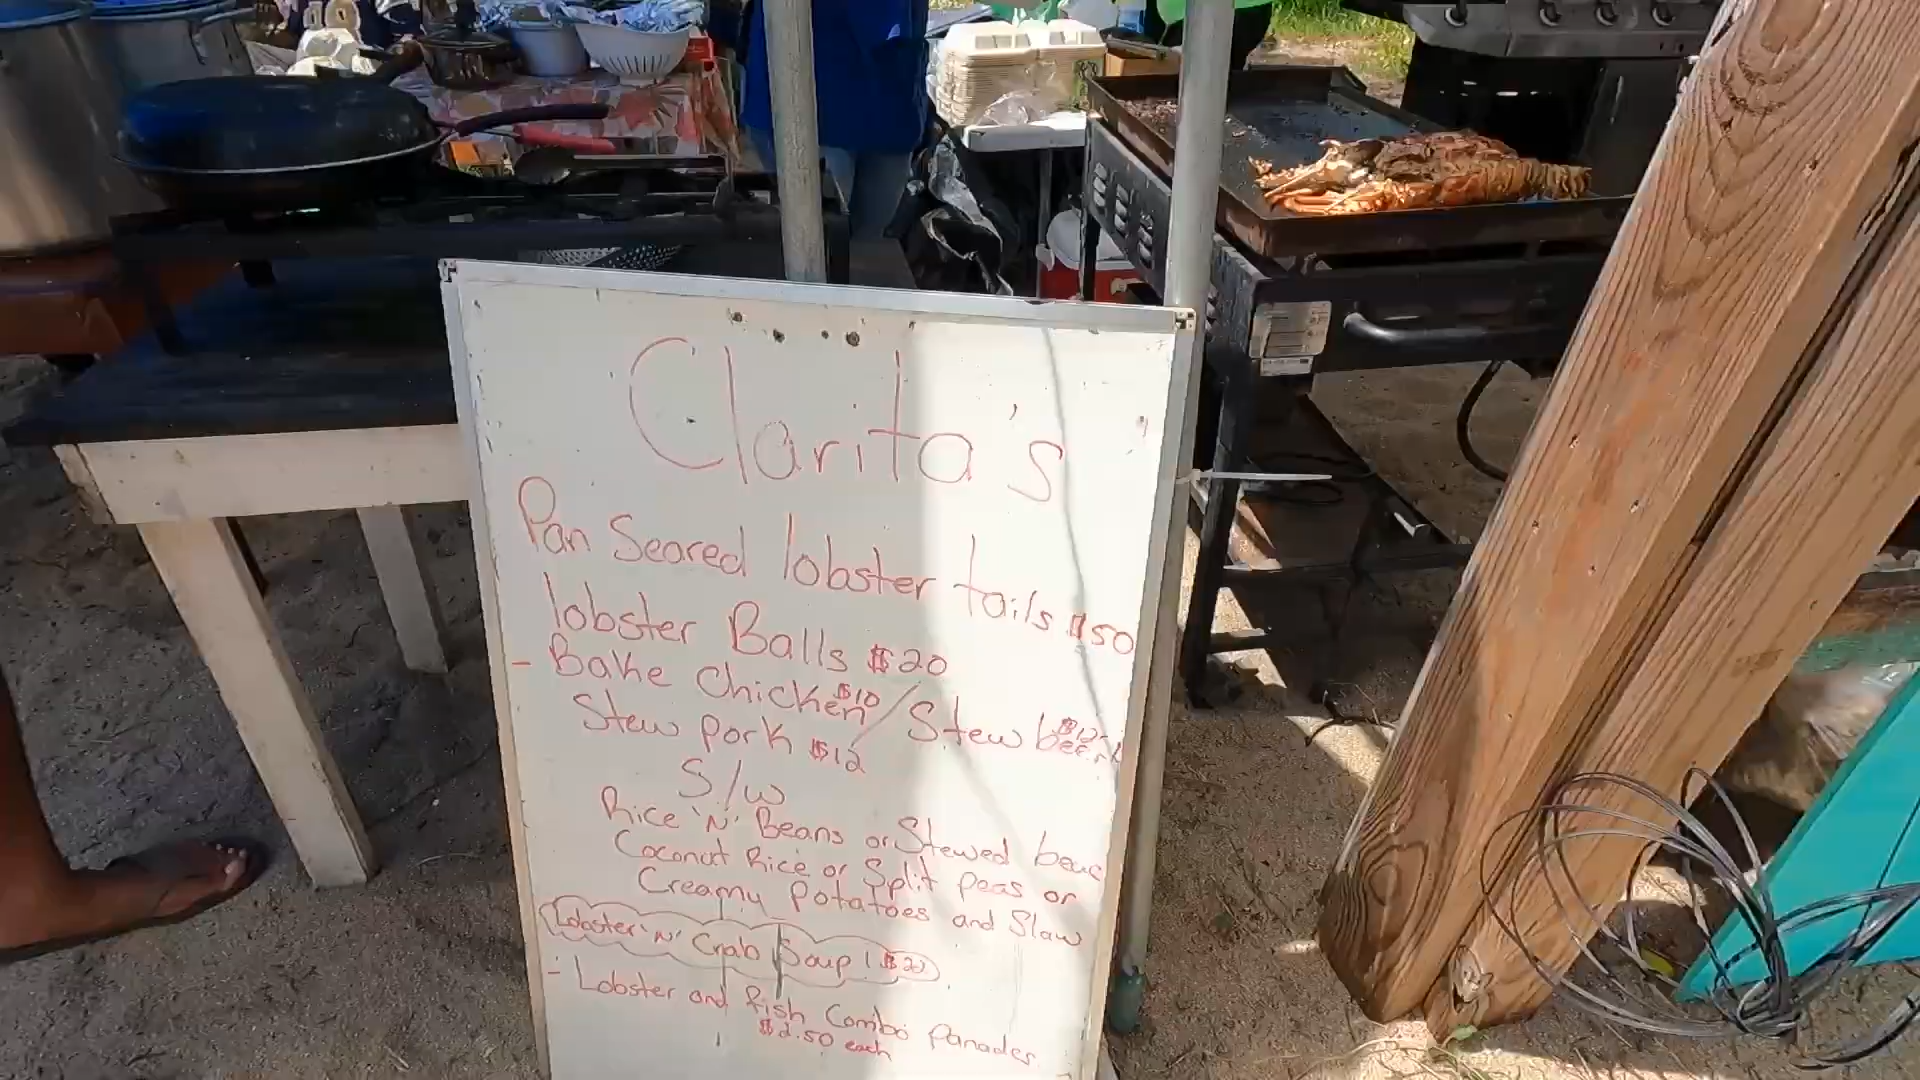 Clarita's
Pan Seared lobster tails $50
lobster Balls $20
- Bake chicken $10 / Stew beef $12
Stew pork $12
S/w
Rice 'N' Beans or Stewed beans
Coconut Rice or Split peas or
Creamy Potatoes and Slaw
Lobster 'N' Crab Soup! $20
- Lobster and Fish Combo Panades
$2.50 each